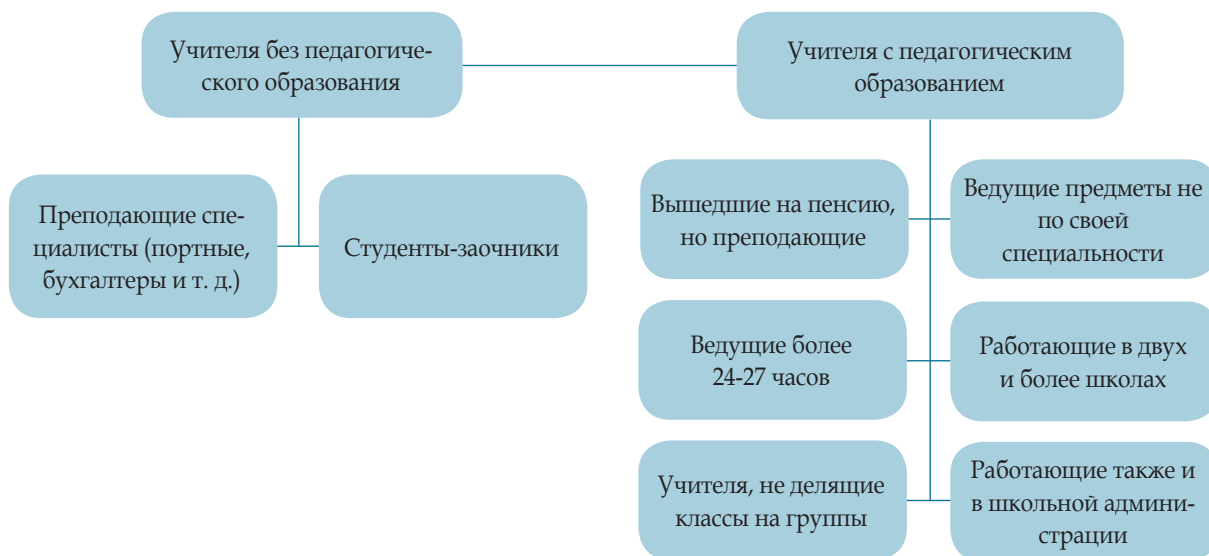 Учителя без педагогиче-
ского образования
Учителя с педагогическим
образованием
Преподающие спе-
циалисты (портные,
бухгалтеры и т. д.)
Студенты-заочники
Вышедшие на пенсию,
но преподающие
Ведущие предметы не
по своей
специальности
Ведущие более
24-27 часов
Работающие в двух
и более школах
Учителя, не делящие
классы на группы
Работающие также и
в школьной админи-
страции